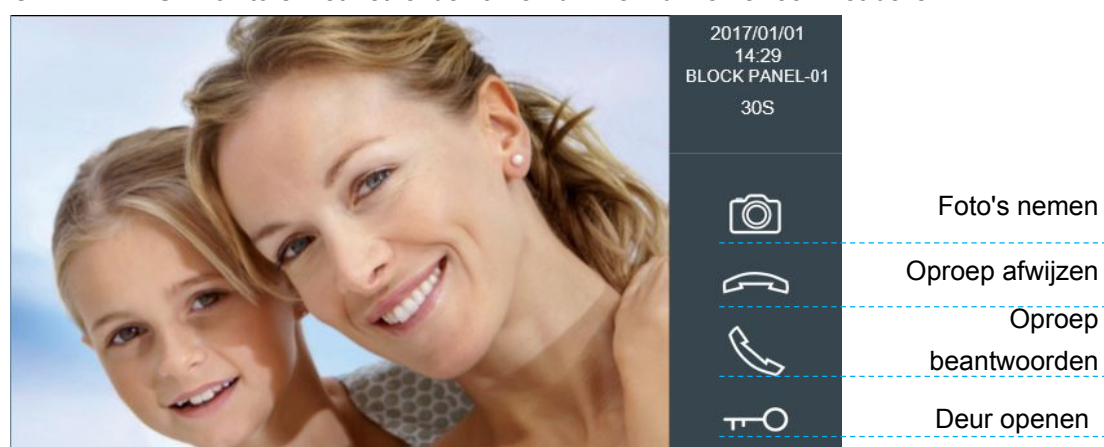 2017/01/01
14:29
BLOCK PANEL-01
30S
Foto's nemen
Oproep afwijzen
Oproep
beantwoorden
Deur openen